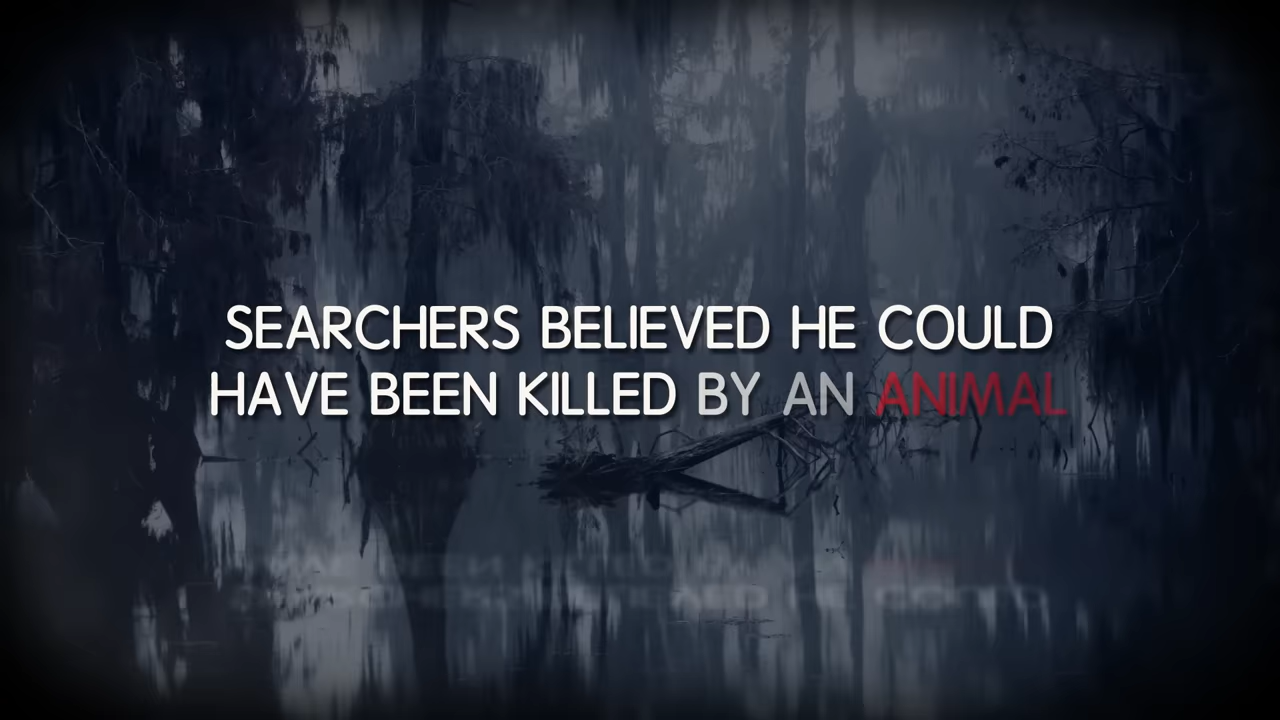 SEARCHERS BELIEVED HE COULD
HAVE BEEN KILLED BY AN ANIMAL